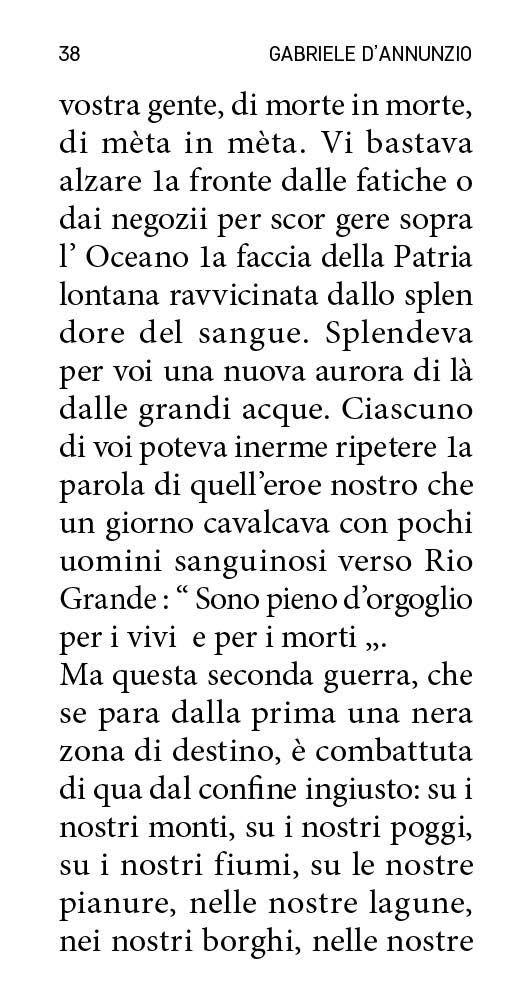 38 GABRIELE D’ANNUNZIO
vostra gente, di morte in morte,
di mèta in mèta. Vi bastava
alzare 1a fronte dalle fatiche o
dai negozii per scor gere sopra
l’ Oceano 1a faccia della Patria
lontana ravvicinata dallo splen
dore del sangue. Splendeva
per voi una nuova aurora di là
dalle grandi acque. Ciascuno
di voi poteva inerme ripetere 1a
parola di quell’eroe nostro che
un giorno cavalcava con pochi
uomini sanguinosi verso Rio
Grande : “ Sono pieno d’orgoglio
per i vivi  e per i morti „.
Ma questa seconda guerra, che
se para dalla prima una nera
zona di destino, è combattuta
di qua dal confine ingiusto: su i
nostri monti, su i nostri poggi,
su i nostri fiumi, su le nostre
pianure, nelle nostre lagune,
nei nostri borghi, nelle nostre